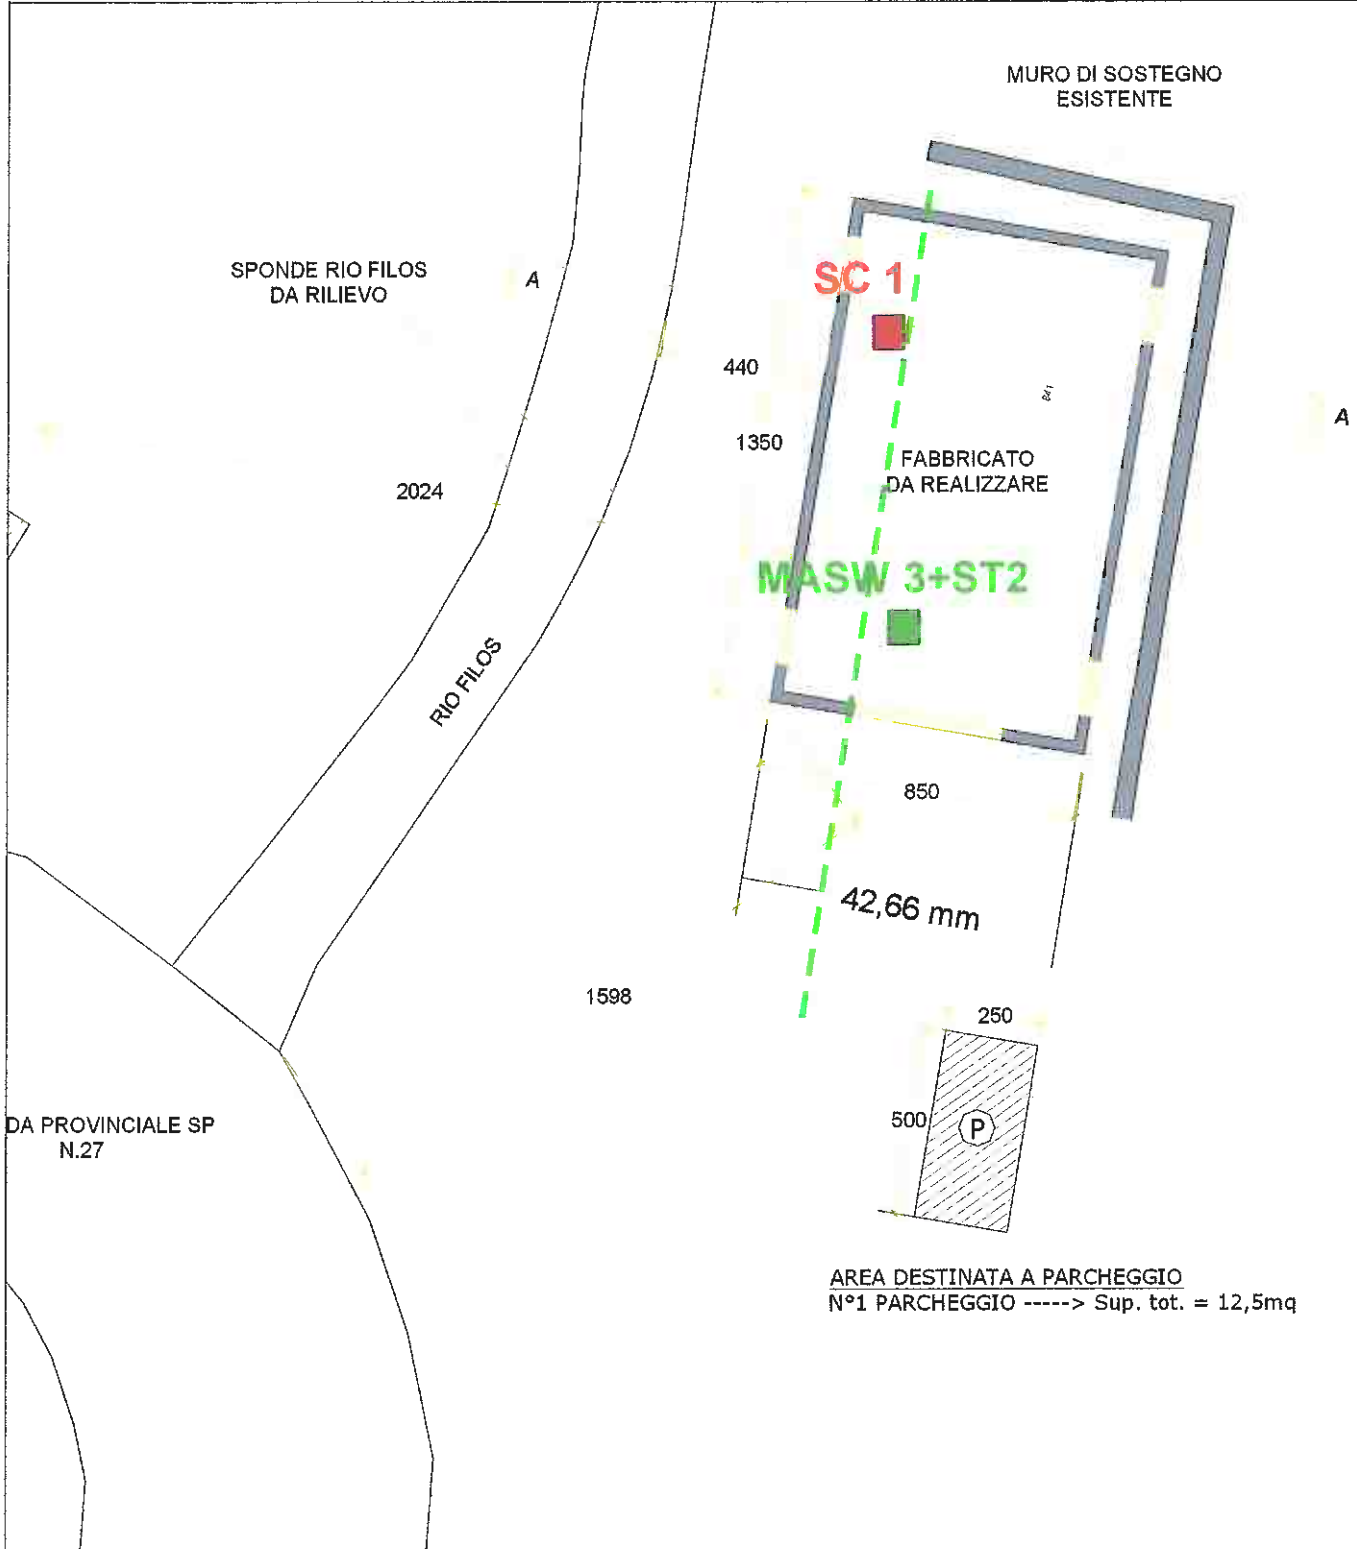 MURO DI SOSTEGNO
ESISTENTE
SPONDE RIO FILOS
DA RILIEVO
A
SC 1
440
A
841
1350
FABBRICATO
DA REALIZZARE
2024
MASW 3+ST2
RIO FILOS
850
42,66 mm
1598
250
DA PROVINCIALE SP
N.27
500
P
AREA DESTINATA A PARCHEGGIO
N°1 PARCHEGGIO -----> Sup. tot. = 12,5mq